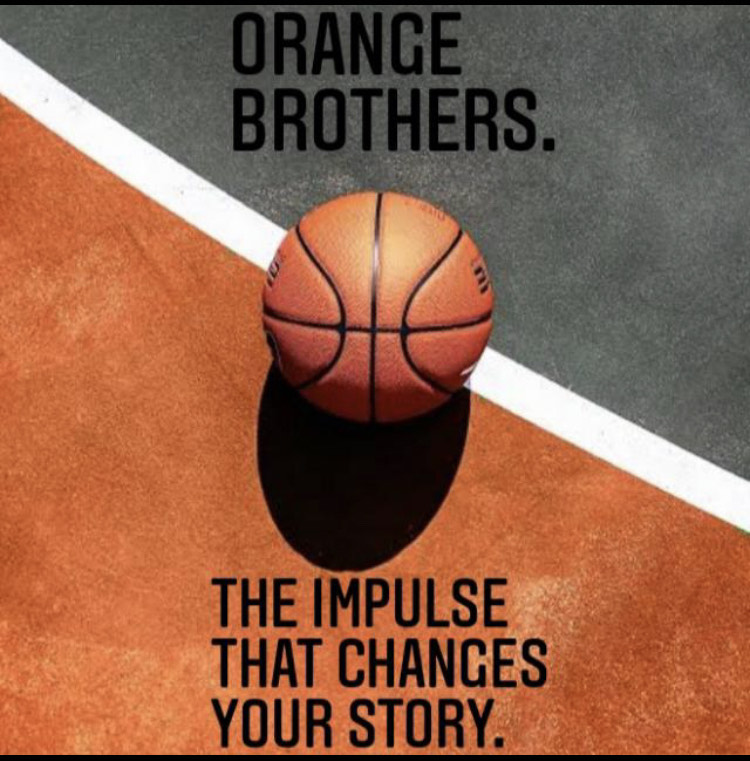 ORANGE
BROTHERS.
THE IMPULSE
THAT CHANGES
YOUR STORY.